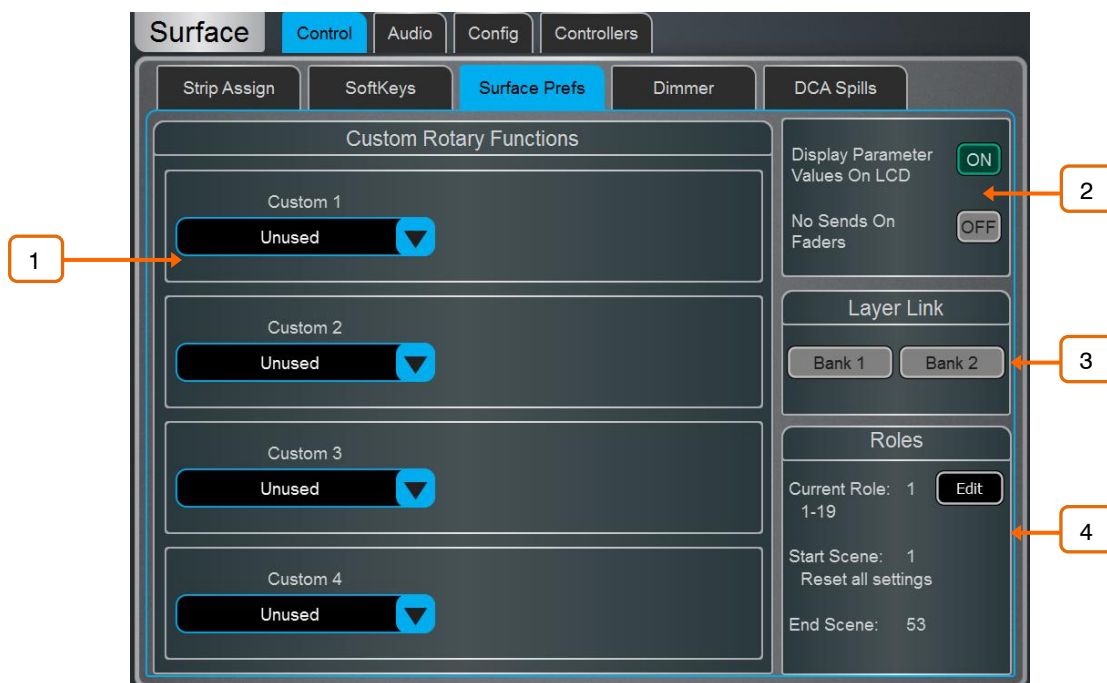 Surface
Control
Audio
Config
Controllers
Strip Assign
SoftKeys
Surface Prefs
Dimmer
DCA Spills
Custom Rotary Functions
Custom 1
Unused
Custom 2
Unused
Custom 3
Unused
Custom 4
Unused
Display Parameter
Values On LCD
ON
No Sends On
Faders
OFF
Layer Link
Bank 1
Bank 2
Roles
Current Role: 1
Edit
1-19
Start Scene: 1
Reset all settings
End Scene: 53
1
2
3
4